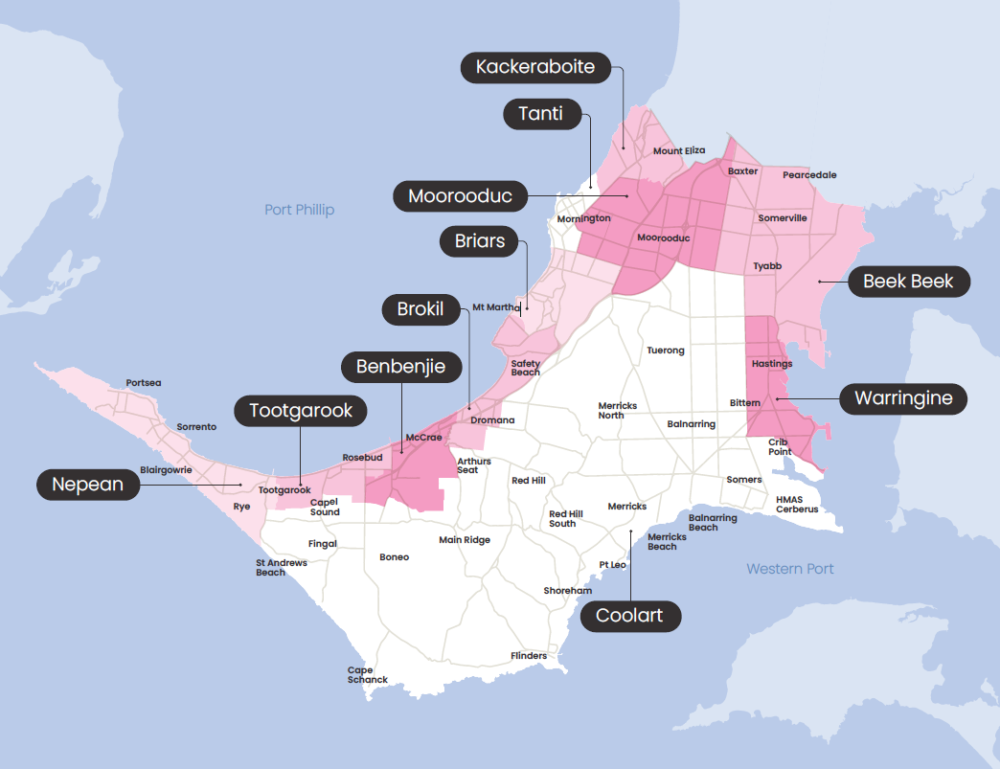 Kackeraboite
Tanti
Mount Eliza
Baxter
Pearcedale
Moorooduc
Port Phillip
Mornington
Somerville
Moorooduc
Briars
Tyabb
Beek Beek
Brokil
Mt Martha
Tuerong
Benbenjie
Safety
Beach
Hastings
Portsea
Warringine
Tootgarook
Merricks
North
Bittern
Sorrento
Dromana
Balnarring
McCrae
Crib
Point
Rosebud
Arthurs
Seat
Blairgowrie
Nepean
Red Hill
Somers
Tootgarook
Rye
Capel
Sound
Merricks
HMAS
Cerberus
Red Hill
South
Balnarring
Beach
Fingal
Main Ridge
Merricks
Beach
Boneo
St Andrews
Beach
Pt Leo
Western Port
Shoreham
Coolart
Flinders
Cape
Schanck